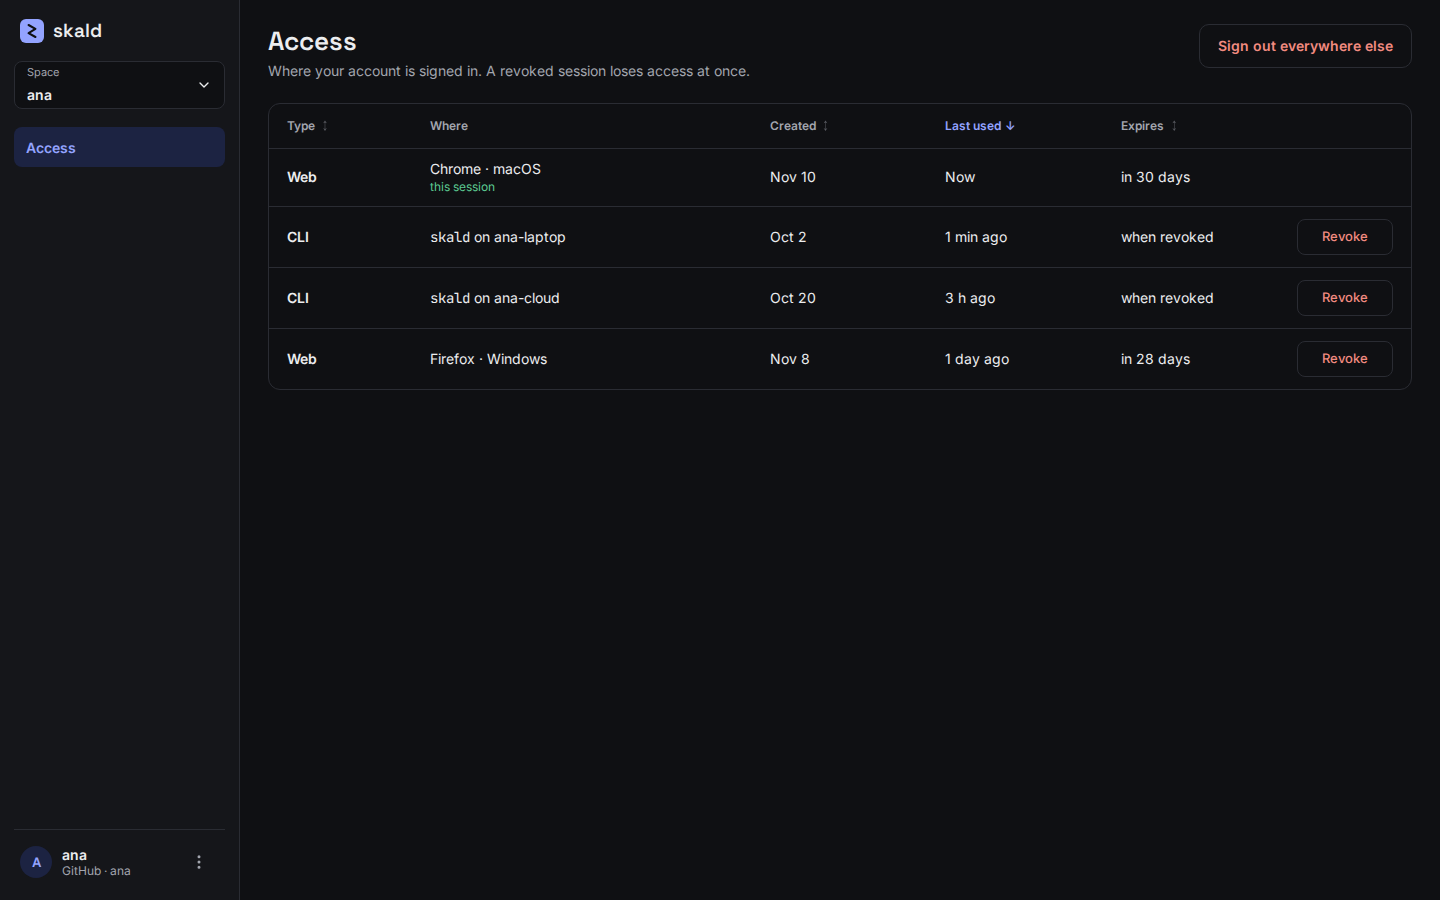 skald
Space
ana
Access
A
ana
GitHub · ana
Access
Where your account is signed in. A revoked session loses access at once.
Sign out everywhere else
Type Where Created Last used Expires
Web Chrome · macOS Nov 10 Now in 30 days
this session
CLI skald on ana-laptop Oct 2 1 min ago when revoked Revoke
CLI skald on ana-cloud Oct 20 3 h ago when revoked Revoke
Web Firefox · Windows Nov 8 1 day ago in 28 days Revoke